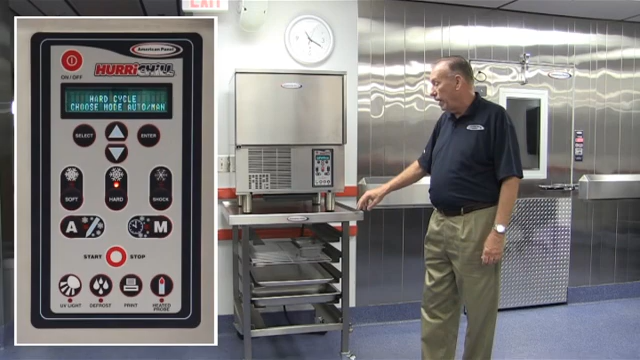 American Panel
HURRICHILL
ON / OFF
HARD CYCLE
CHOOSE MODE AUTO/MAN
SELECT
ENTER
SOFT
HARD
SHOCK
A
M
START
STOP
UV LIGHT
DEFROST
PRINT
HEATED
PROBE